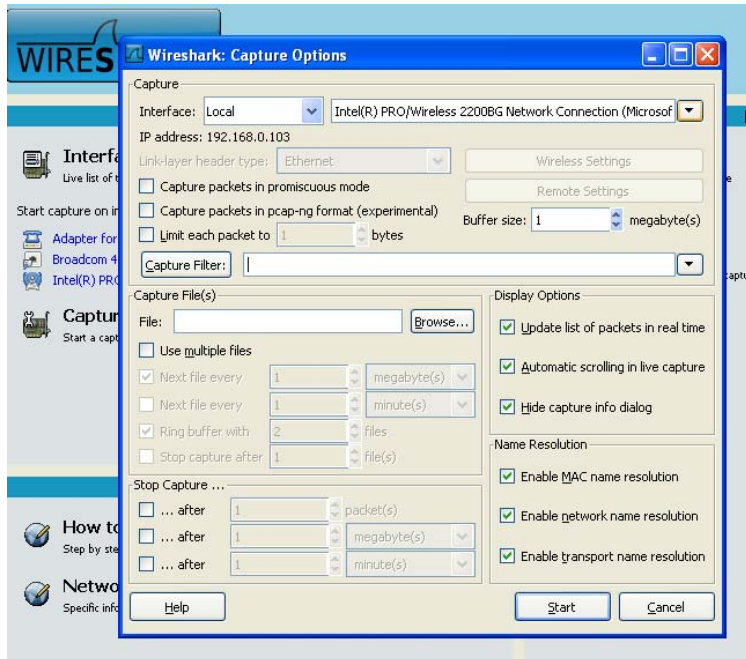 WIRES
Wireshark: Capture Options
Capture
Interface: Local Intel(R) PRO/Wireless 2200BG Network Connection (Microsof
IP address: 192.168.0.103
Link-layer header type: Ethernet
Wireless Settings
Capture packets in promiscuous mode
Remote Settings
Capture packets in pcap-ng format (experimental)
Buffer size: 1 megabyte(s)
Limit each packet to 1 bytes
Capture Filter:
Capture File(s)
File: Browse...
Use multiple files
Next file every 1 megabyte(s)
Next file every 1 minute(s)
Ring buffer with 2 files
Stop capture after 1 file(s)
Stop Capture ...
... after 1 packet(s)
... after 1 megabyte(s)
... after 1 minute(s)
Display Options
Update list of packets in real time
Automatic scrolling in live capture
Hide capture info dialog
Name Resolution
Enable MAC name resolution
Enable network name resolution
Enable transport name resolution
Help
Start
Cancel
Interfa
Live list of t
Start capture on in
Adapter for
Broadcom 4
Intel(R) PRO
Captur
Start a capt
How to
Step by ste
Netwo
Specific info